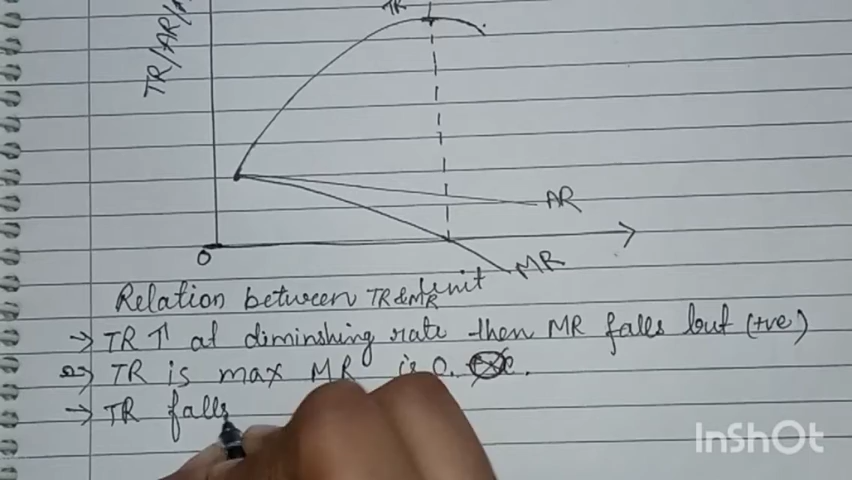 TR
TR/AR/
AR
O
MR
unit
Relation between TR & MR
→ TR ↑ at diminshing rate then MR falls but (+ve)
→ TR is max MR is 0.
→ TR falls
InShOt